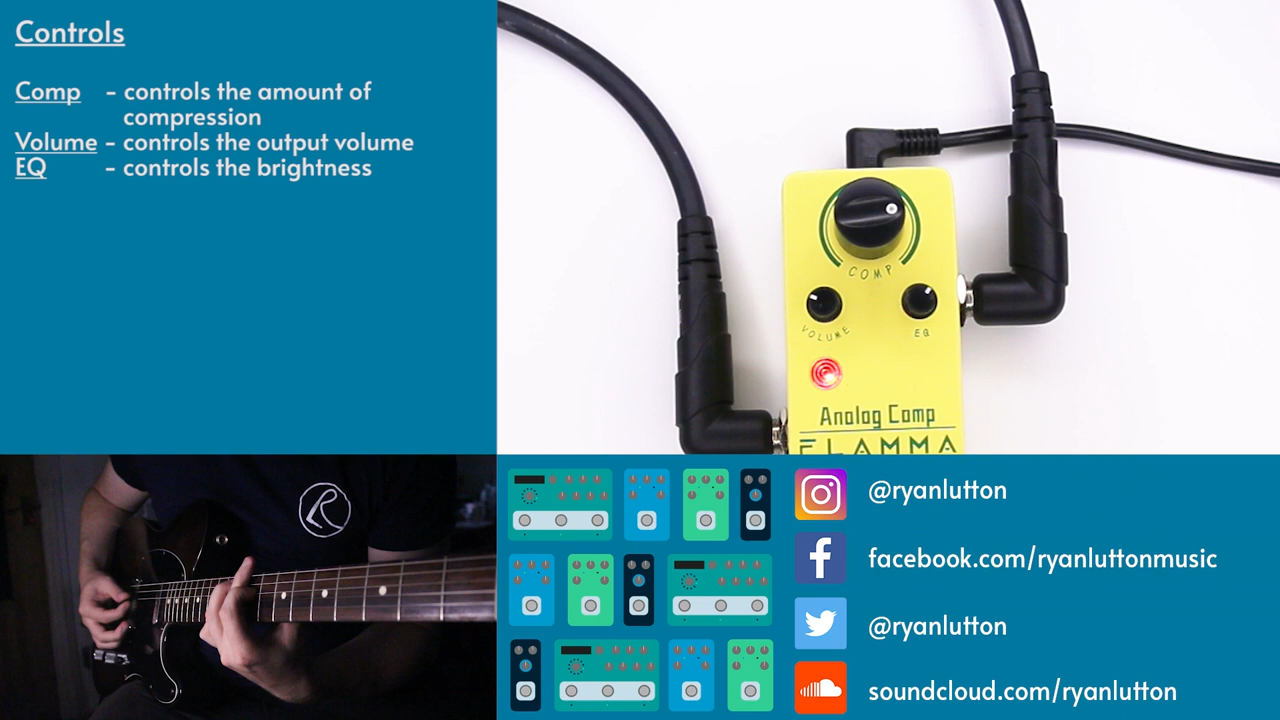 Controls
Comp - controls the amount of
compression
Volume - controls the output volume
EQ - controls the brightness
COMP
VOLUME
EQ
Analog Comp
FLAMMA
R
@ryanlutton
facebook.com/ryanluttonmusic
@ryanlutton
soundcloud.com/ryanlutton